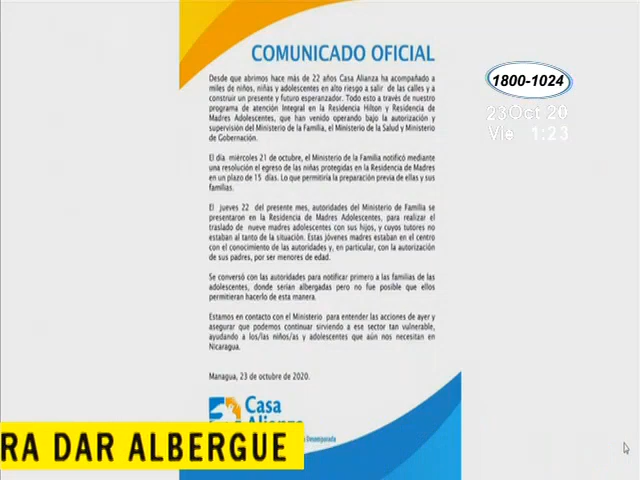 COMUNICADO OFICIAL
Desde que abrimos hace más de 22 años Casa Alianza ha acompañado a
miles de niños, niñas y adolescentes en alto riesgo a salir de las calles y a
construir un presente y futuro esperanzador. Todo esto a través de nuestro
programa de atención Integral en la Residencia Hilton y Residencia de
Madres Adolescentes, que han venido operando bajo la autorización y
supervisión del Ministerio de la Familia, el Ministerio de la Salud y Ministerio
de Gobernación.
El día miércoles 21 de octubre, el Ministerio de la Familia notificó mediante
una resolución el egreso de las niñas protegidas en la Residencia de Madres
en un plazo de 15 días. Lo que permitiría la preparación previa de ellas y sus
familias.
El jueves 22 del presente mes, autoridades del Ministerio de Familia se
presentaron en la Residencia de Madres Adolescentes, para realizar el
traslado de nueve madres adolescentes con sus hijos, y cuyos tutores no
estaban al tanto de la situación. Estas jóvenes madres estaban en el centro
con el conocimiento de las autoridades y, en particular, con la autorización
de sus padres, por ser menores de edad.
Se conversó con las autoridades para notificar primero a las familias de las
adolescentes, donde serían albergadas pero no fue posible que ellos
permitieran hacerlo de esta manera.
Estamos en contacto con el Ministerio para entender las acciones de ayer y
asegurar que podemos continuar sirviendo a ese sector tan vulnerable,
ayudando a los/las niños/as y adolescentes que aún nos necesitan en
Nicaragua.
Managua, 23 de octubre de 2020.
Casa
Alianza
Desamparada
1800-1024
23 Oct 20
Vie 1:23
RA DAR ALBERGUE